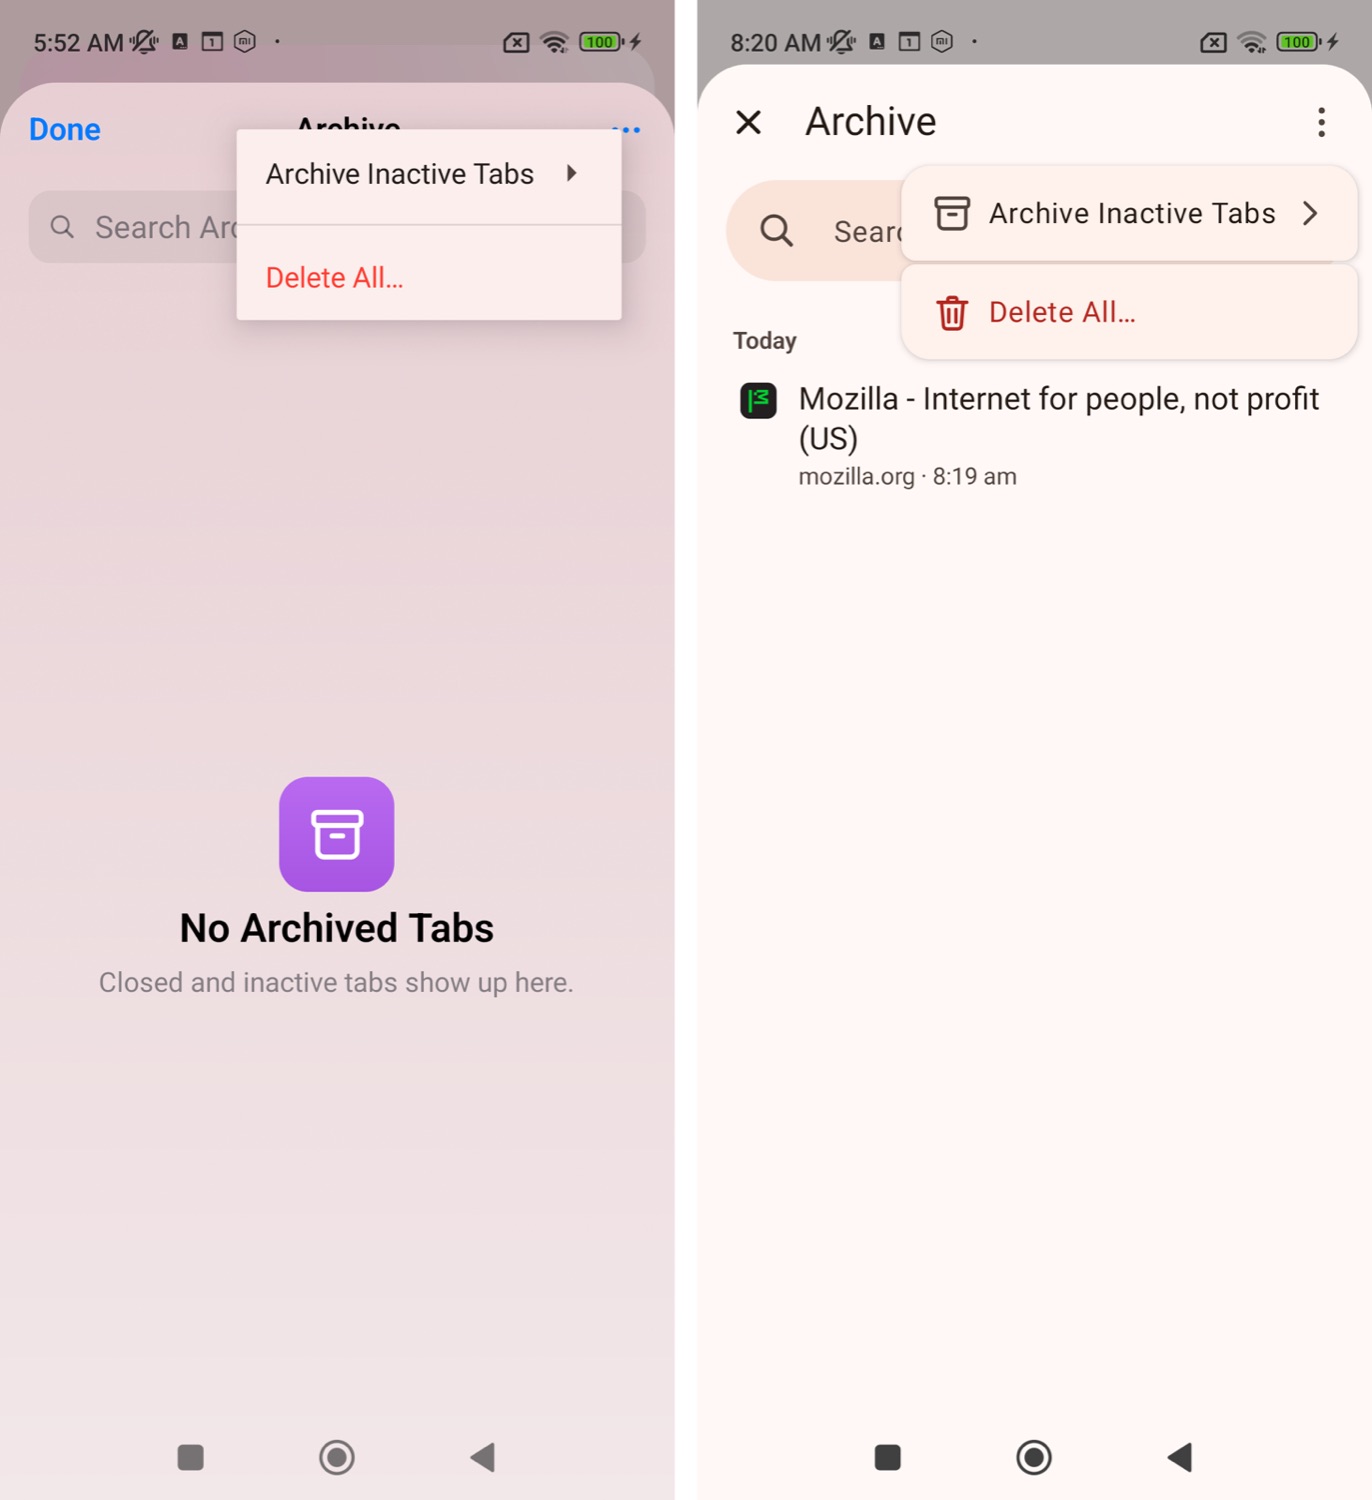 5:52 AM
100
Done
Archive
...
Archive Inactive Tabs
Search Arc
Delete All...
No Archived Tabs
Closed and inactive tabs show up here.
8:20 AM
100
Archive
Archive Inactive Tabs
Searc
Delete All...
Today
Mozilla - Internet for people, not profit
(US)
mozilla.org · 8:19 am